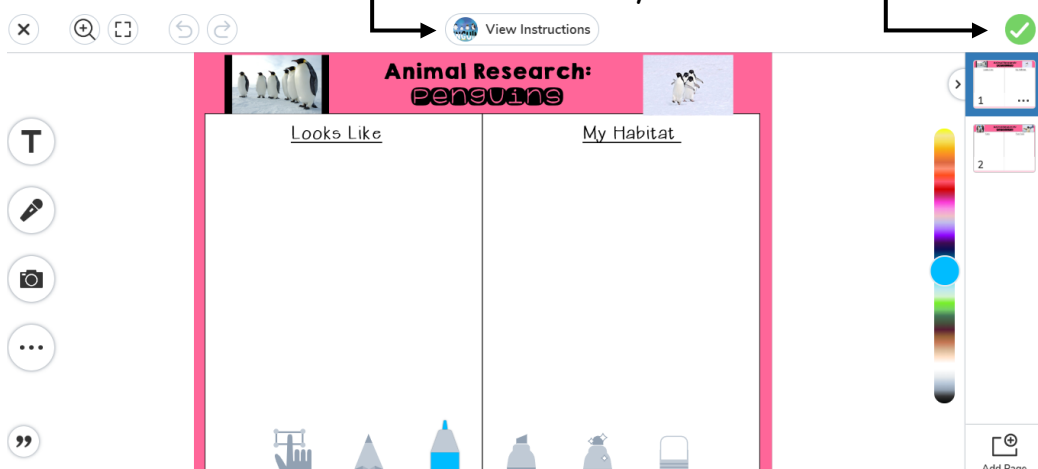 View Instructions
Animal Research:
Penguins
Looks Like
My Habitat
T
1
2
Add Page